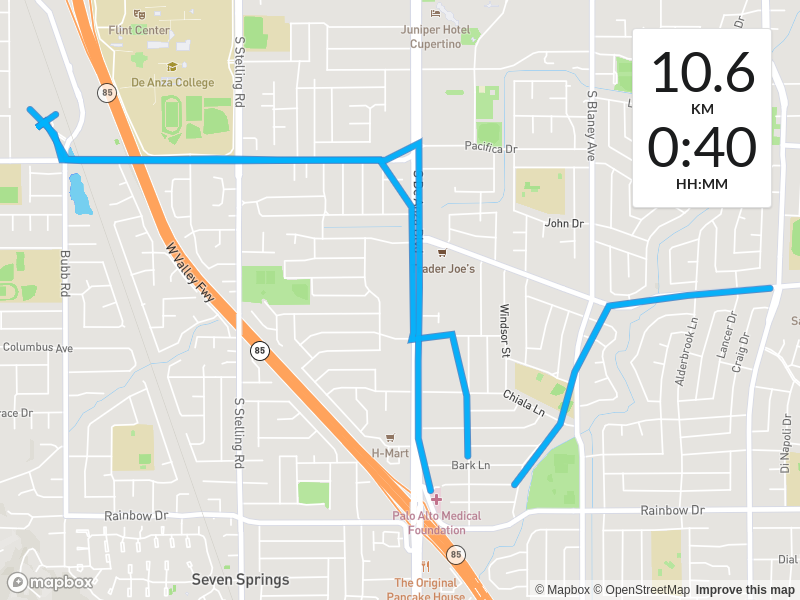 Flint Center
De Anza College
85
S Stelling Rd
Juniper Hotel
Cupertino
Pacifica Dr
S Blaney Ave
10.6
KM
0:40
HH:MM
John Dr
Trader Joe's
W Valley Fwy
Bubb Rd
Columbus Ave
85
Windsor St
Alderbrook Ln
Lancer Dr
Craig Dr
Chiala Ln
S Stelling Rd
H-Mart
Bark Ln
Di Napoli Dr
Rainbow Dr
Palo Alto Medical
Foundation
Rainbow Dr
85
Seven Springs
The Original
Pancake House
Dial
mapbox
© Mapbox © OpenStreetMap Improve this map